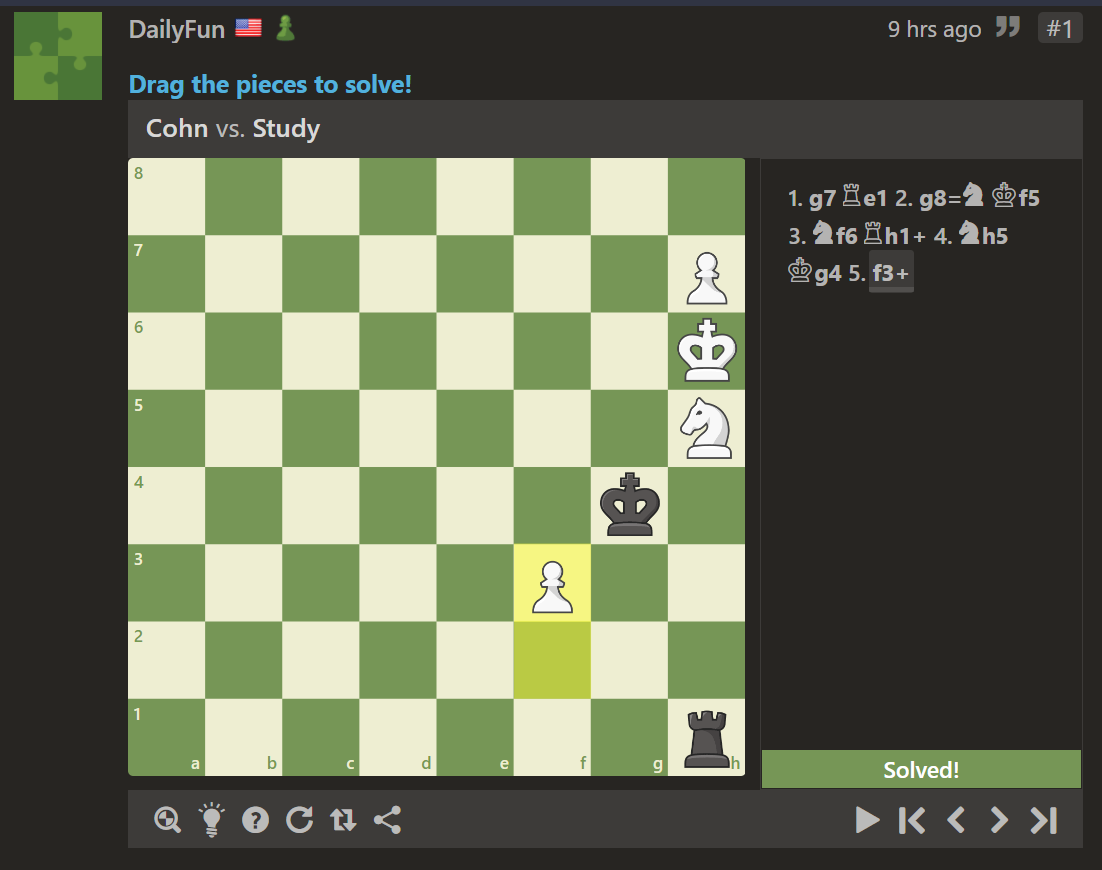 DailyFun
9 hrs ago
#1
Drag the pieces to solve!
Cohn vs. Study
1. g7 ♖e1 2. g8=♞ ♔f5
3. ♞f6 ♖h1+ 4. ♞h5
♔g4 5. f3+
8
7
6
5
4
3
2
1
a b c d e f g h
Solved!